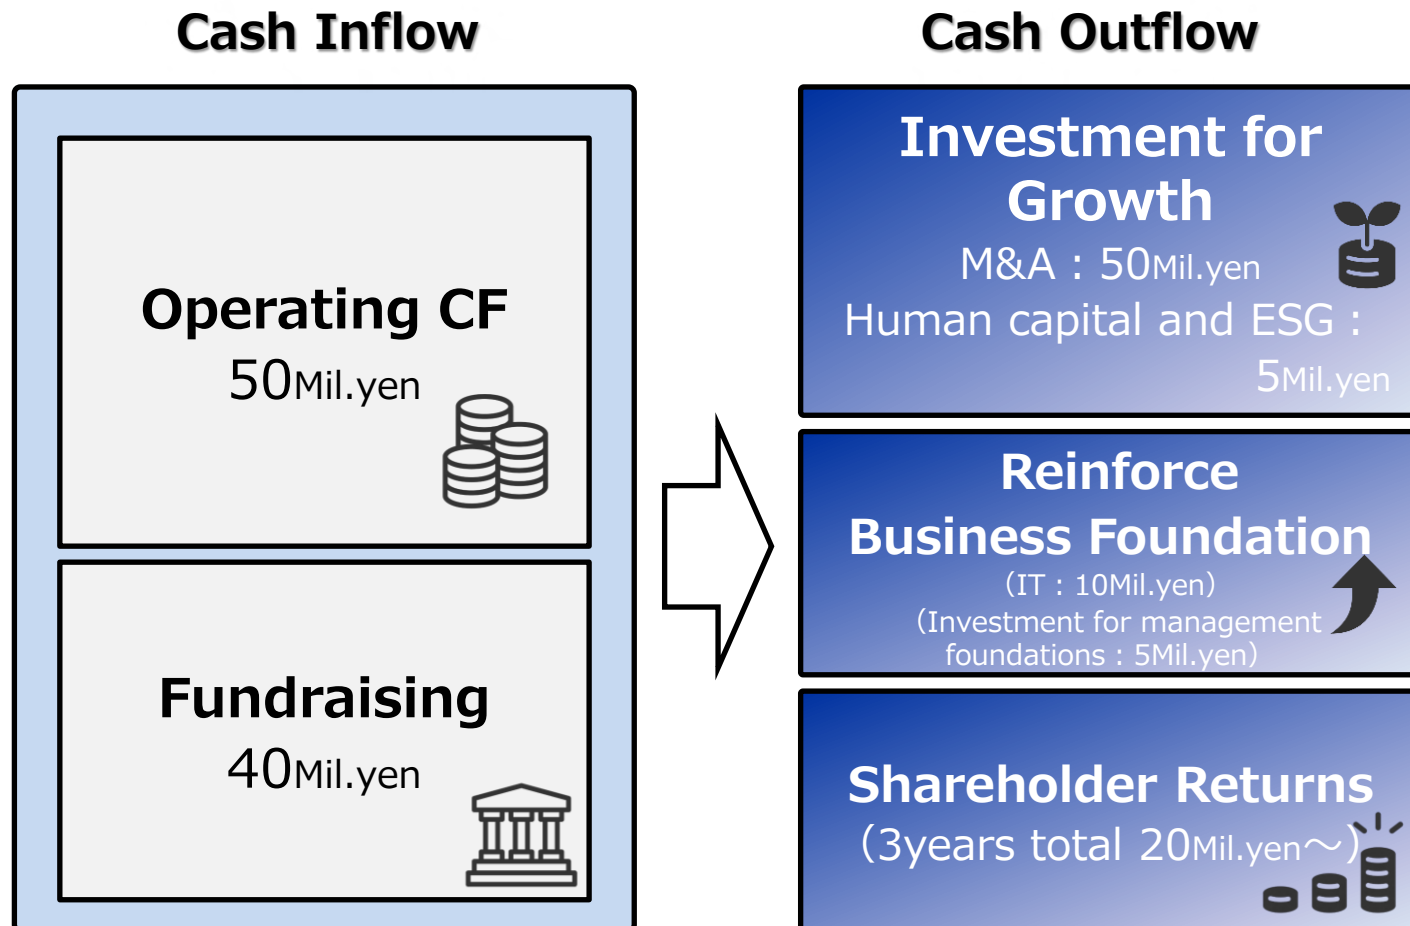 Cash Inflow
Operating CF
50Mil.yen
Fundraising
40Mil.yen
Cash Outflow
Investment for
Growth
M&A : 50Mil.yen
Human capital and ESG :
5Mil.yen
Reinforce
Business Foundation
（IT : 10Mil.yen）
（Investment for management
foundations : 5Mil.yen）
Shareholder Returns
（3years total 20Mil.yen～）